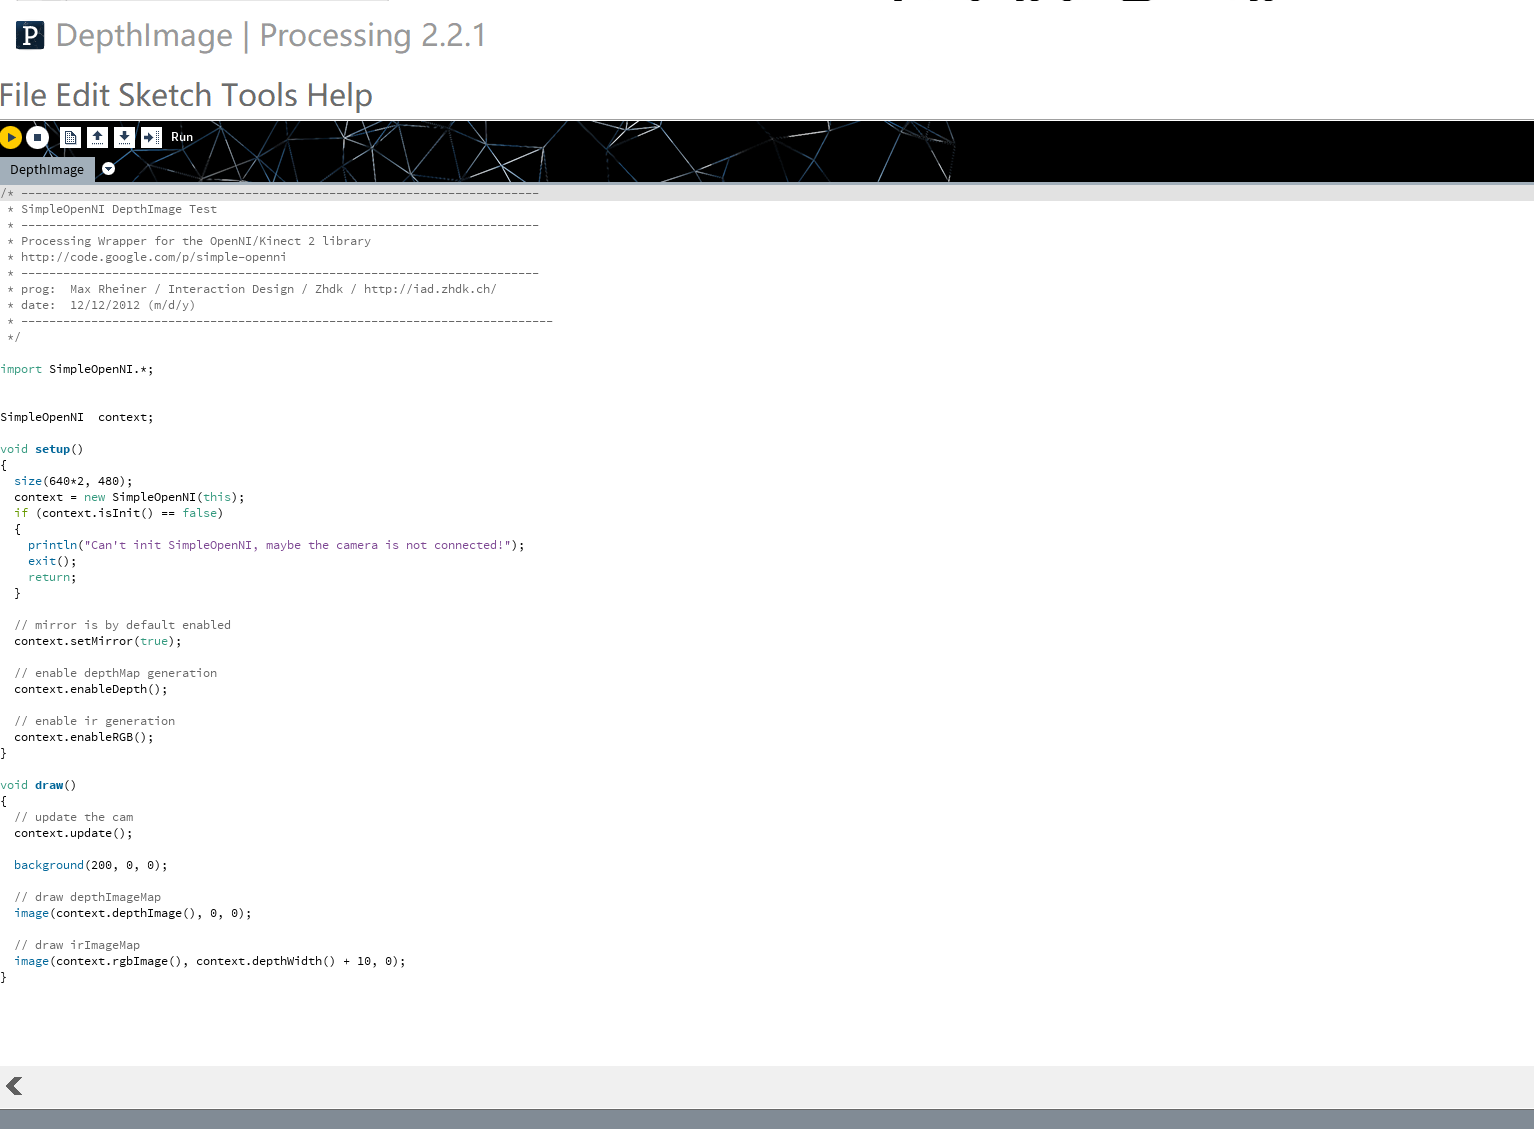 DepthImage | Processing 2.2.1
File Edit Sketch Tools Help
Run
DepthImage
/* --------------------------------------------------------------------------
 * SimpleOpenNI DepthImage Test
 * --------------------------------------------------------------------------
 * Processing Wrapper for the OpenNI/Kinect 2 library
 * http://code.google.com/p/simple-openni
 * --------------------------------------------------------------------------
 * prog:  Max Rheiner / Interaction Design / Zhdk / http://iad.zhdk.ch/
 * date:  12/12/2012 (m/d/y)
 * ----------------------------------------------------------------------------
 */
import SimpleOpenNI.*;
SimpleOpenNI  context;
void setup()
{
  size(640*2, 480);
  context = new SimpleOpenNI(this);
  if (context.isInit() == false)
  {
    println("Can't init SimpleOpenNI, maybe the camera is not connected!");
    exit();
    return;
  }
  // mirror is by default enabled
  context.setMirror(true);
  // enable depthMap generation
  context.enableDepth();
  // enable ir generation
  context.enableRGB();
}
void draw()
{
  // update the cam
  context.update();
  background(200, 0, 0);
  // draw depthImageMap
  image(context.depthImage(), 0, 0);
  // draw irImageMap
  image(context.rgbImage(), context.depthWidth() + 10, 0);
}